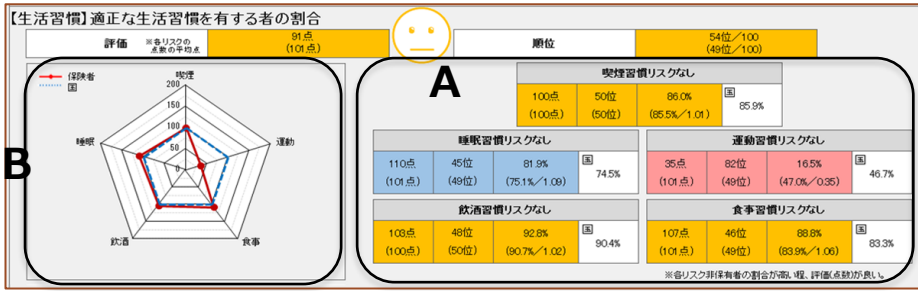 【生活習慣】適正な生活習慣を有する者の割合
評価 ※各リスクの点数の平均点
91点
(101点)
順位
54位/100
(49位/100)
保険者
国
喫煙
運動
食事
飲酒
睡眠
200
150
100
50
0
B
A
喫煙習慣リスクなし
100点 50位 86.0% 国 85.9%
(100点) (50位) (85.5%/1.01)
睡眠習慣リスクなし
110点 45位 81.9% 国 74.5%
(101点) (49位) (75.1%/1.09)
運動習慣リスクなし
35点 82位 16.5% 国 46.7%
(101点) (49位) (47.0%/0.35)
飲酒習慣リスクなし
103点 48位 92.8% 国 90.4%
(100点) (50位) (90.7%/1.02)
食事習慣リスクなし
107点 46位 88.8% 国 83.3%
(101点) (49位) (83.9%/1.06)
※各リスク非保有者の割合が高い程、評価(点数)が良い。